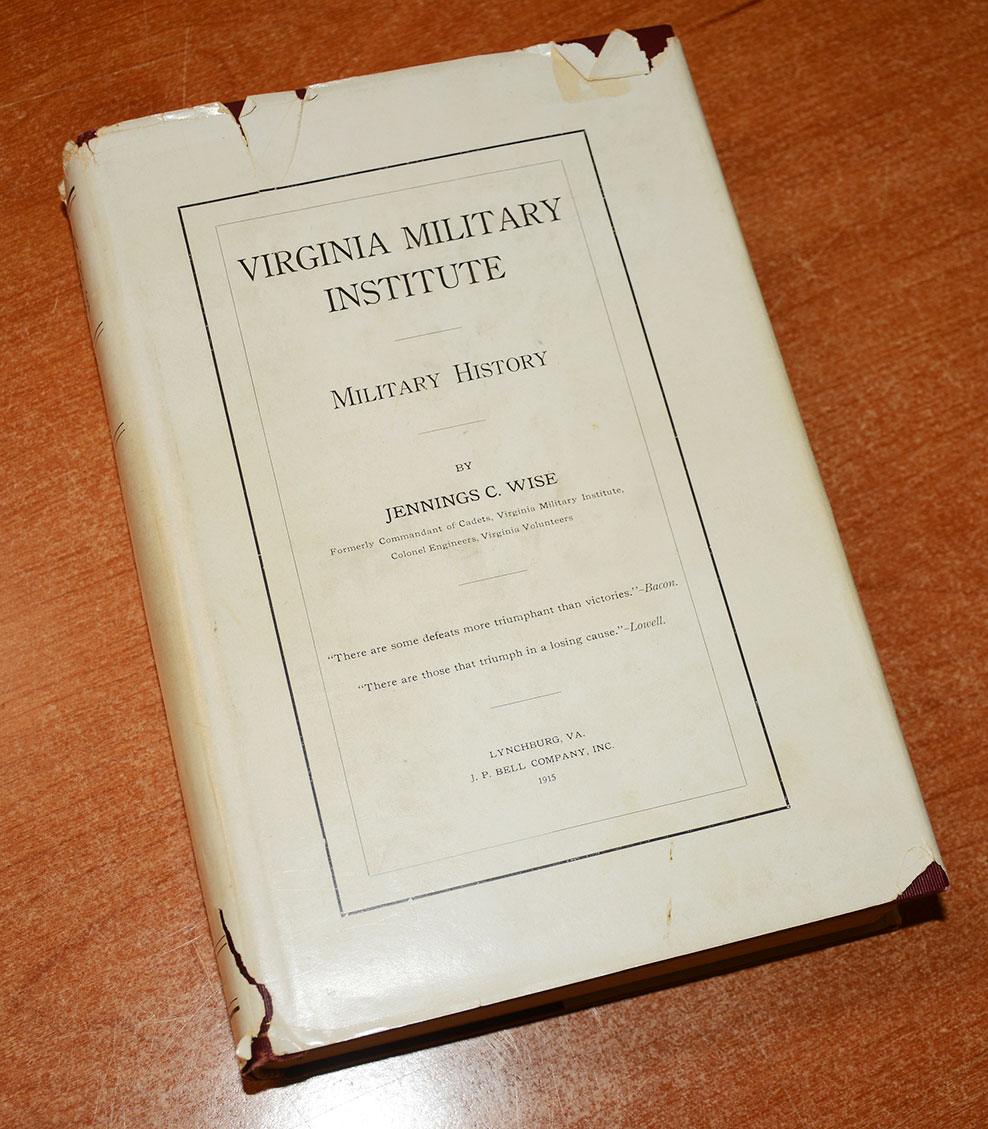 VIRGINIA MILITARY
INSTITUTE
MILITARY HISTORY
BY
JENNINGS C. WISE
Formerly Commandant of Cadets, Virginia Military Institute,
Colonel Engineers, Virginia Volunteers
"There are some defeats more triumphant than victories."-Bacon.
"There are those that triumph in a losing cause."-Lowell.
LYNCHBURG, VA.
J. P. BELL COMPANY, INC.
1915